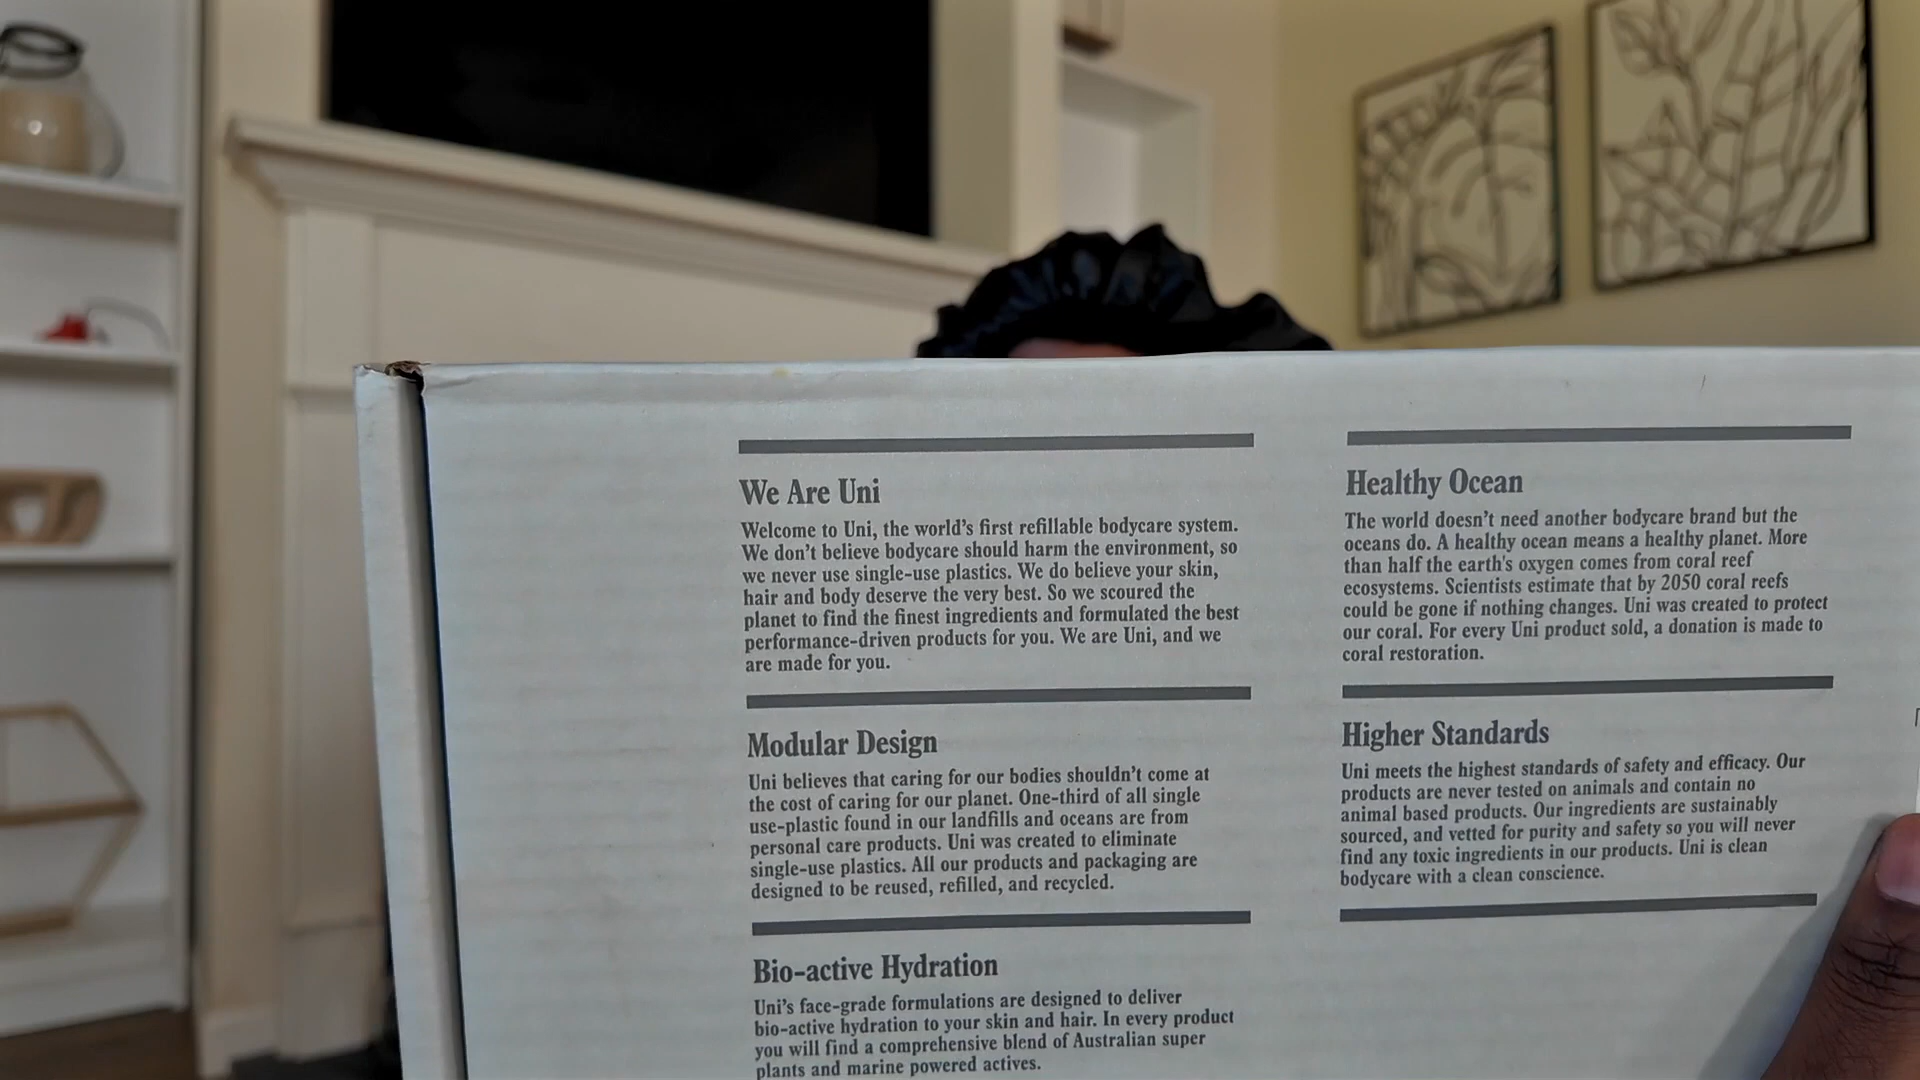 We Are Uni
Welcome to Uni, the world's first refillable bodycare system.
We don't believe bodycare should harm the environment, so
we never use single-use plastics. We do believe your skin,
hair and body deserve the very best. So we scoured the
planet to find the finest ingredients and formulated the best
performance-driven products for you. We are Uni, and we
are made for you.
Modular Design
Uni believes that caring for our bodies shouldn't come at
the cost of caring for our planet. One-third of all single
use-plastic found in our landfills and oceans are from
personal care products. Uni was created to eliminate
single-use plastics. All our products and packaging are
designed to be reused, refilled, and recycled.
Bio-active Hydration
Uni's face-grade formulations are designed to deliver
bio-active hydration to your skin and hair. In every product
you will find a comprehensive blend of Australian super
plants and marine powered actives.
Healthy Ocean
The world doesn't need another bodycare brand but the
oceans do. A healthy ocean means a healthy planet. More
than half the earth's oxygen comes from coral reef
ecosystems. Scientists estimate that by 2050 coral reefs
could be gone if nothing changes. Uni was created to protect
our coral. For every Uni product sold, a donation is made to
coral restoration.
Higher Standards
Uni meets the highest standards of safety and efficacy. Our
products are never tested on animals and contain no
animal based products. Our ingredients are sustainably
sourced, and vetted for purity and safety so you will never
find any toxic ingredients in our products. Uni is clean
bodycare with a clean conscience.